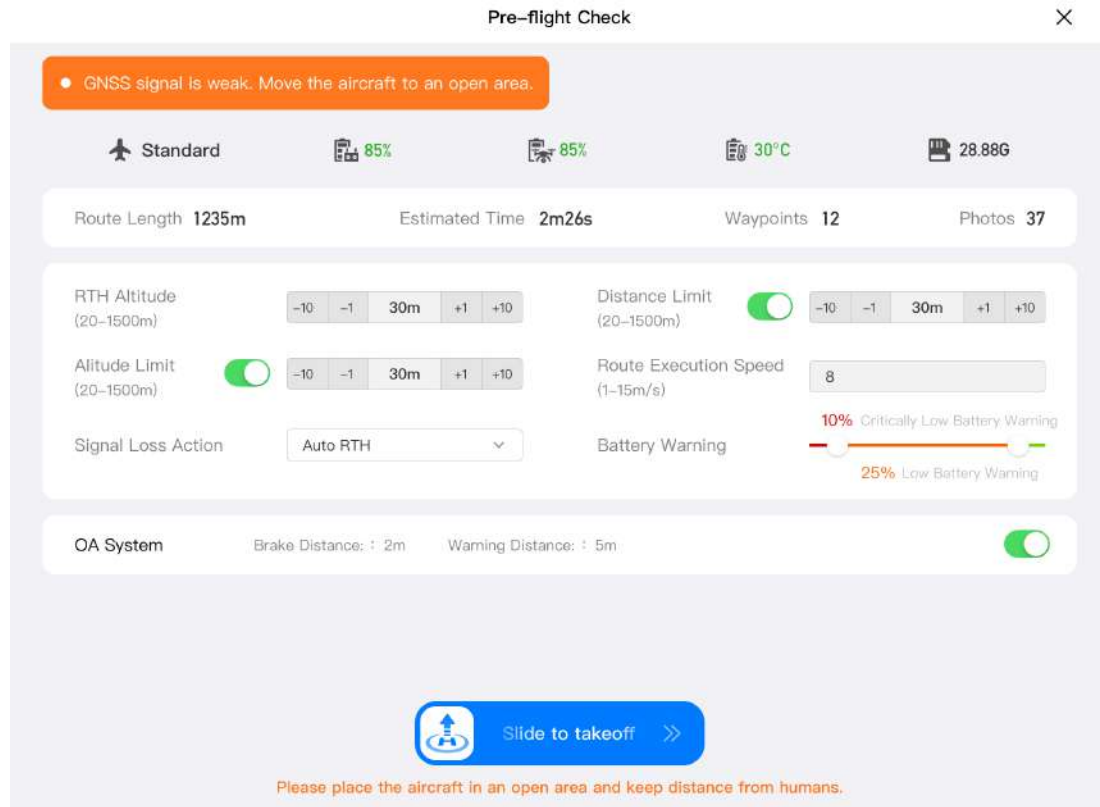 Pre-flight Check
GNSS signal is weak. Move the aircraft to an open area.
Standard 85% 85% 30°C 28.88G
Route Length 1235m Estimated Time 2m26s Waypoints 12 Photos 37
RTH Altitude
(20-1500m)
-10 -1 30m +1 +10
Distance Limit
(20-1500m)
-10 -1 30m +1 +10
Alitude Limit
(20-1500m)
-10 -1 30m +1 +10
Route Execution Speed
(1-15m/s)
8
Signal Loss Action Auto RTH
Battery Warning
10% Critically Low Battery Warning
25% Low Battery Warning
OA System Brake Distance: : 2m Warning Distance: : 5m
Slide to takeoff
Please place the aircraft in an open area and keep distance from humans.